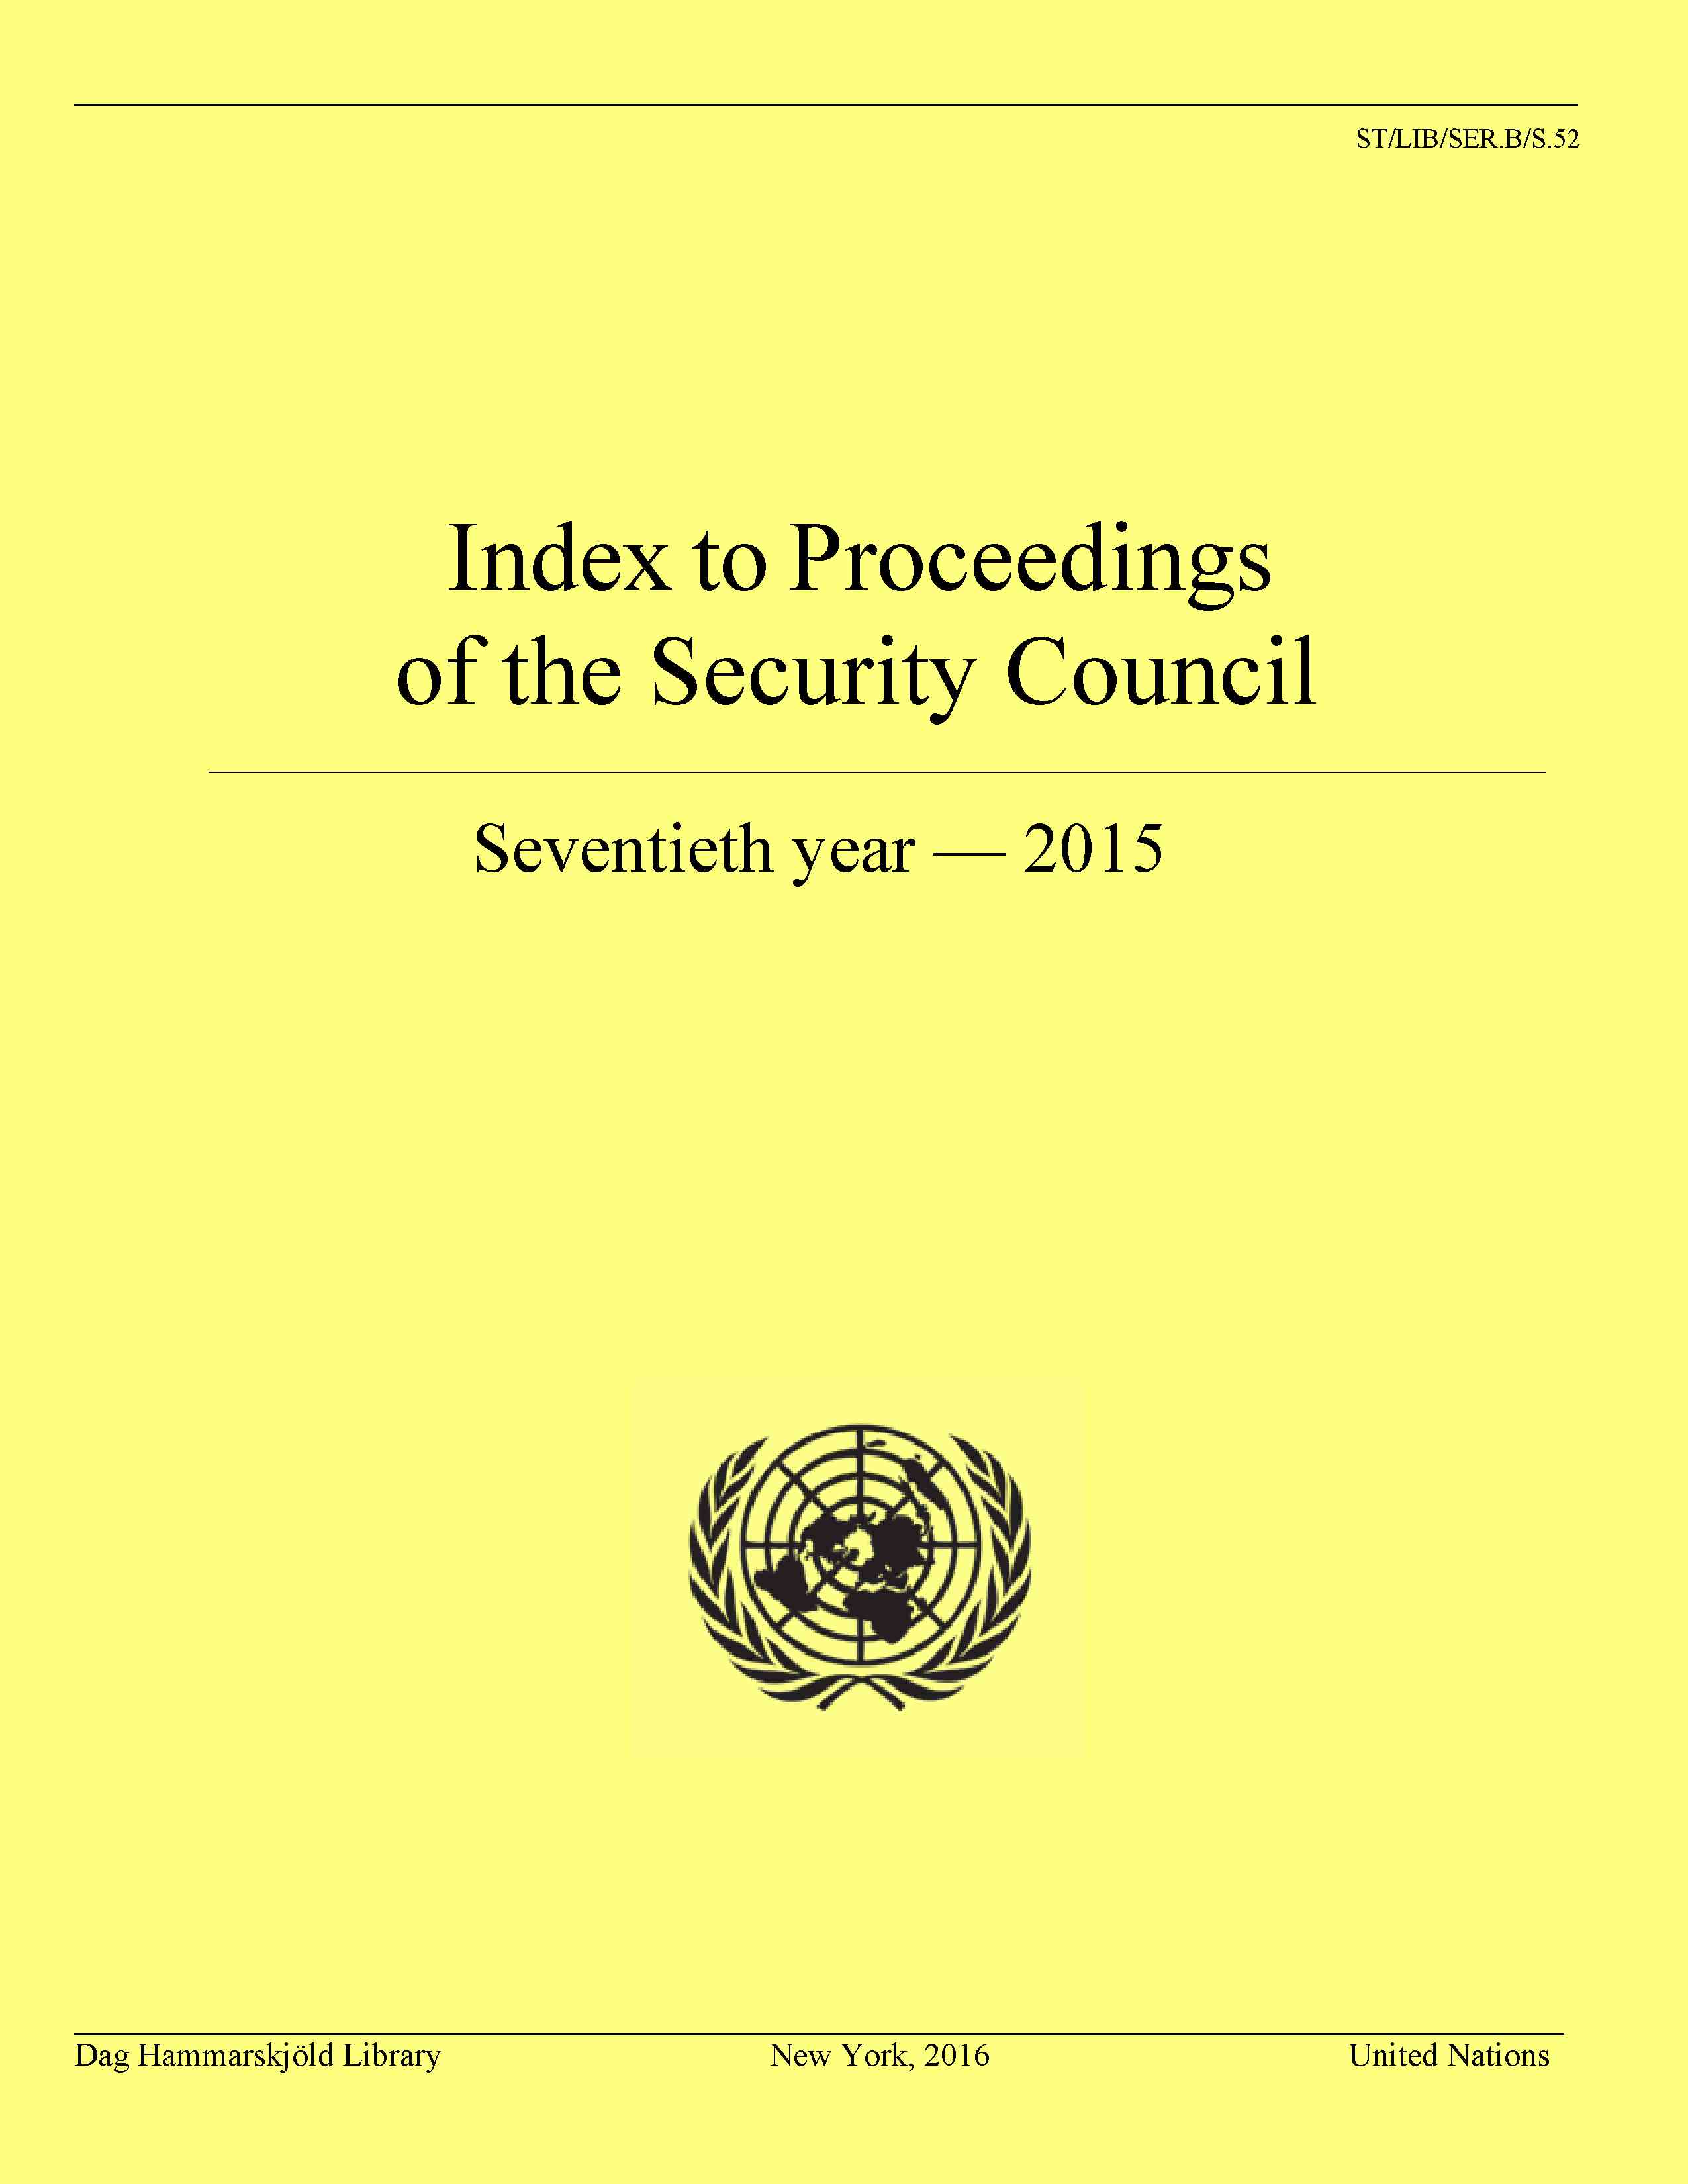 ST/LIB/SER.B/S.52
Index to Proceedings
of the Security Council
Seventieth year — 2015
Dag Hammarskjöld Library New York, 2016 United Nations